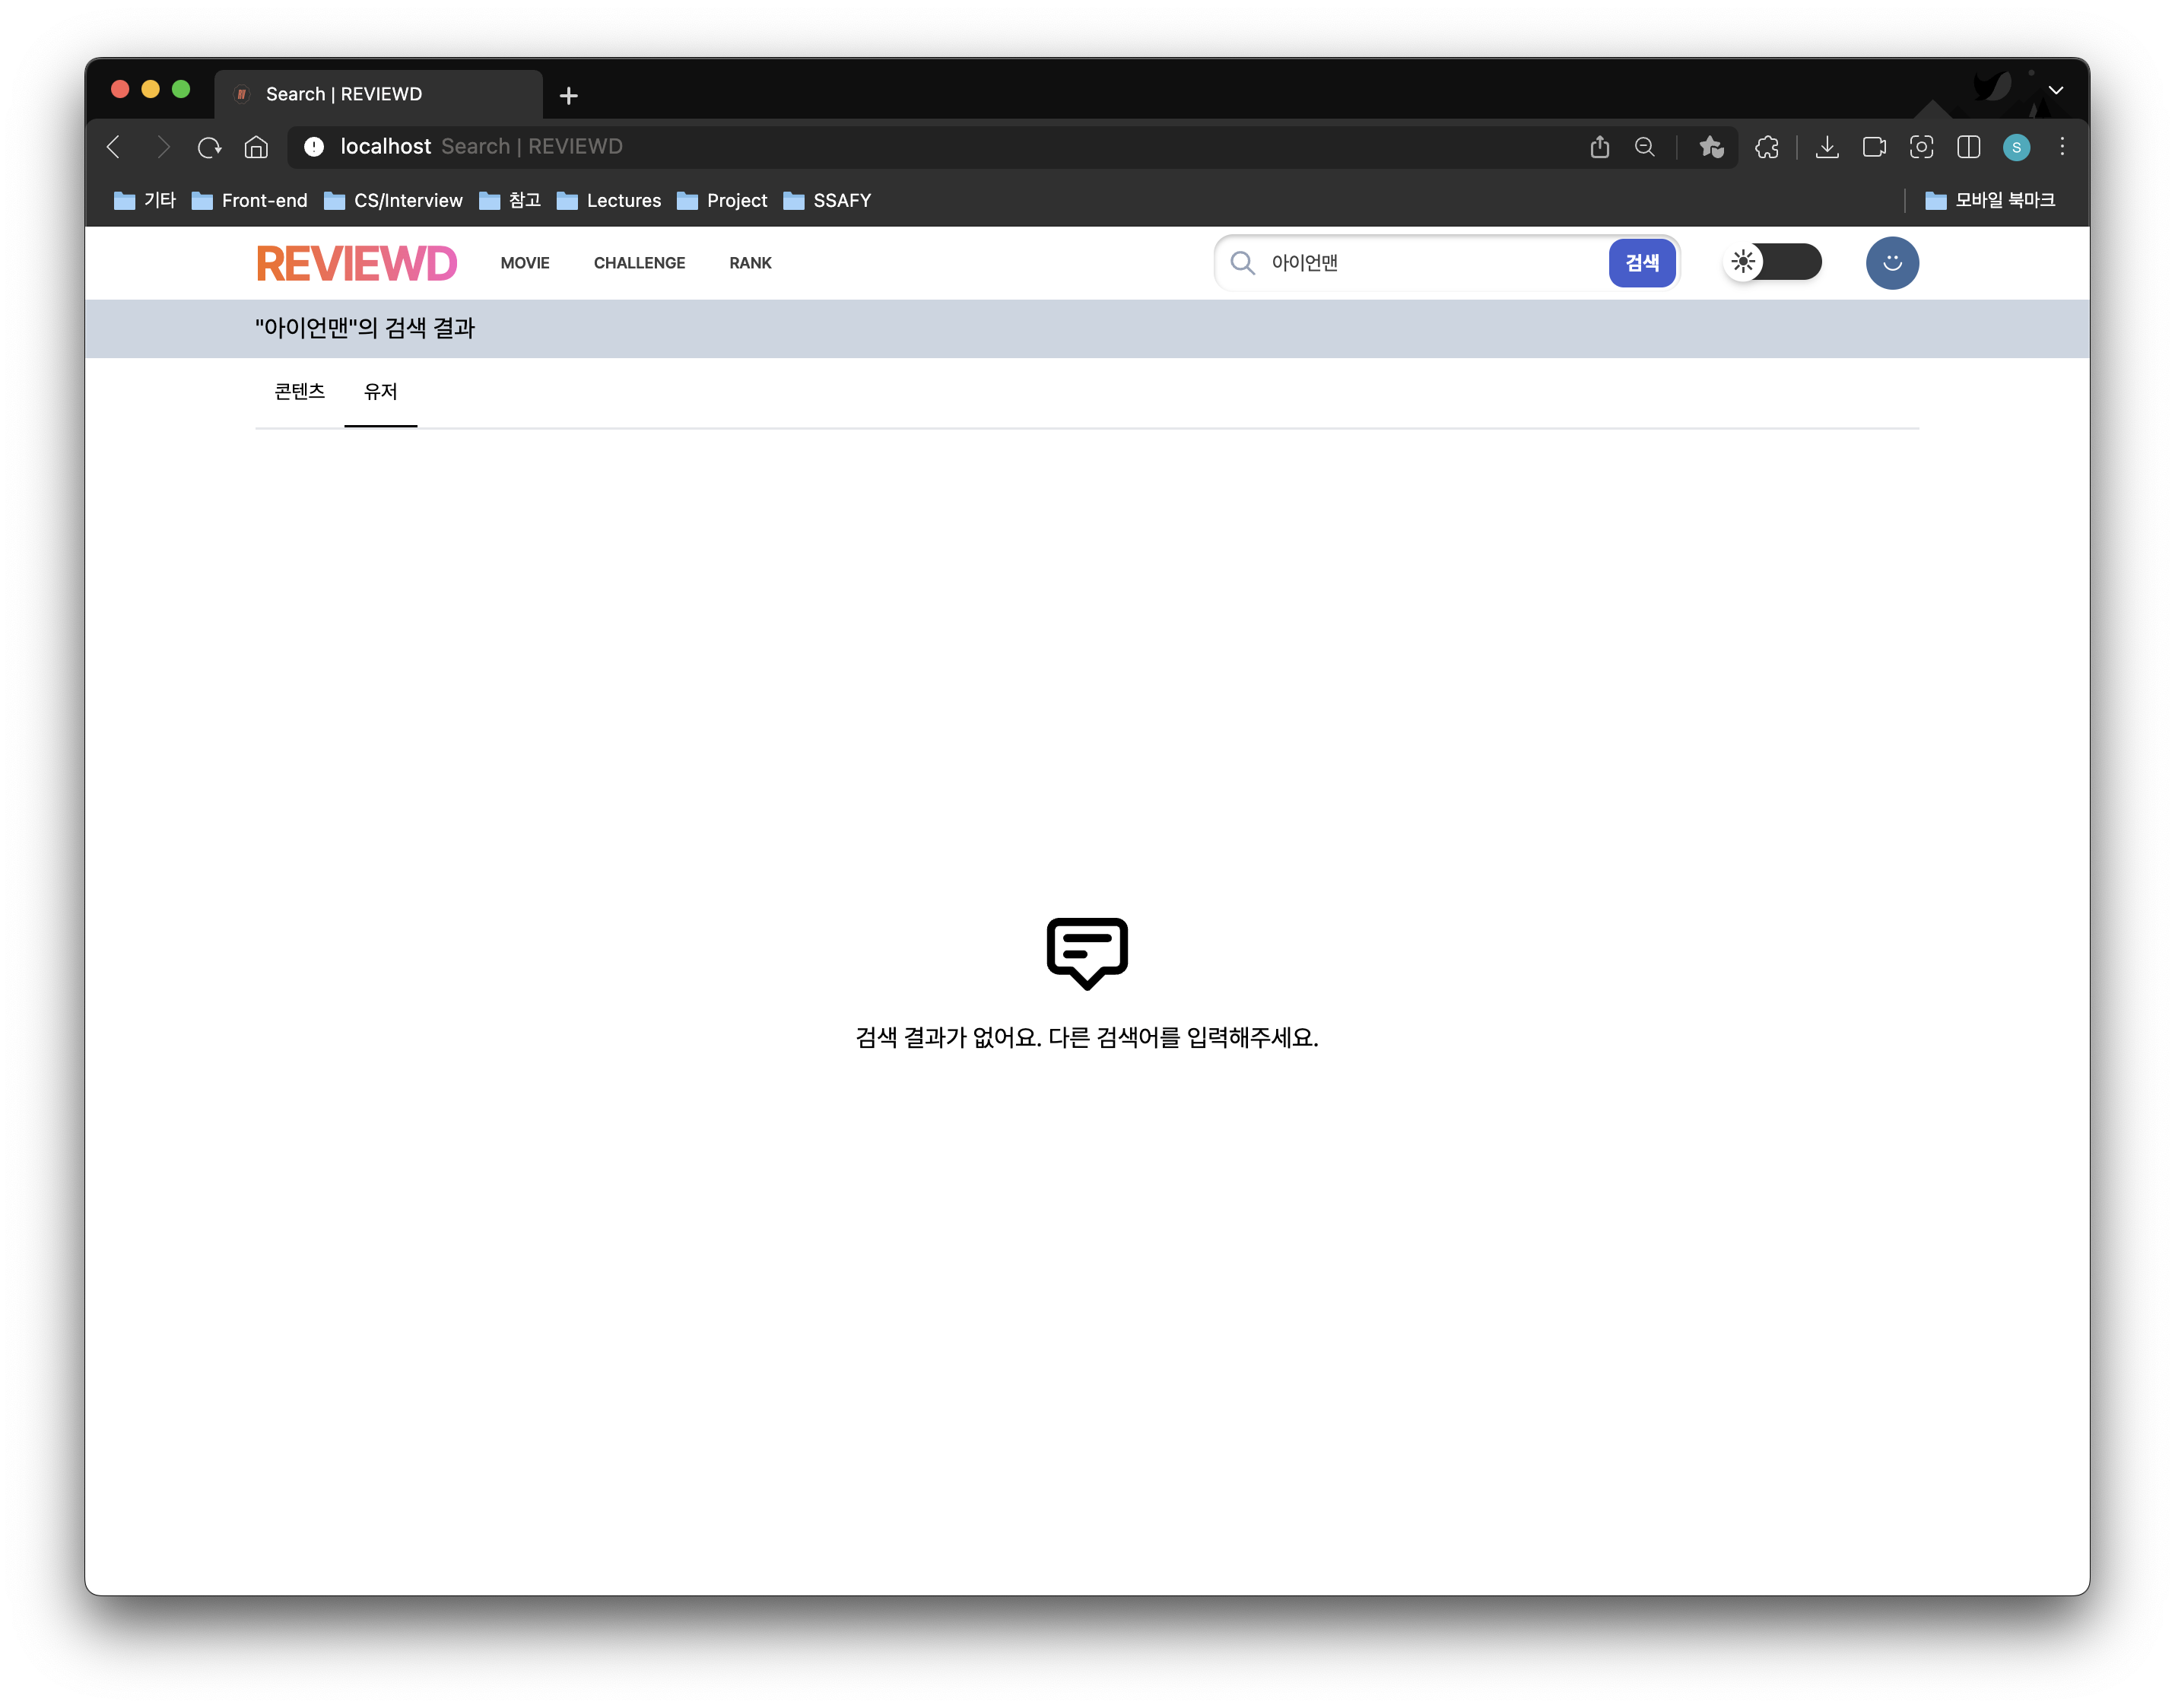 Search | REVIEWD
localhost Search | REVIEWD
S
기타 Front-end CS/Interview 참고 Lectures Project SSAFY 모바일 북마크
REVIEWD MOVIE CHALLENGE RANK 아이언맨 검색
"아이언맨"의 검색 결과
콘텐츠 유저
검색 결과가 없어요. 다른 검색어를 입력해주세요.